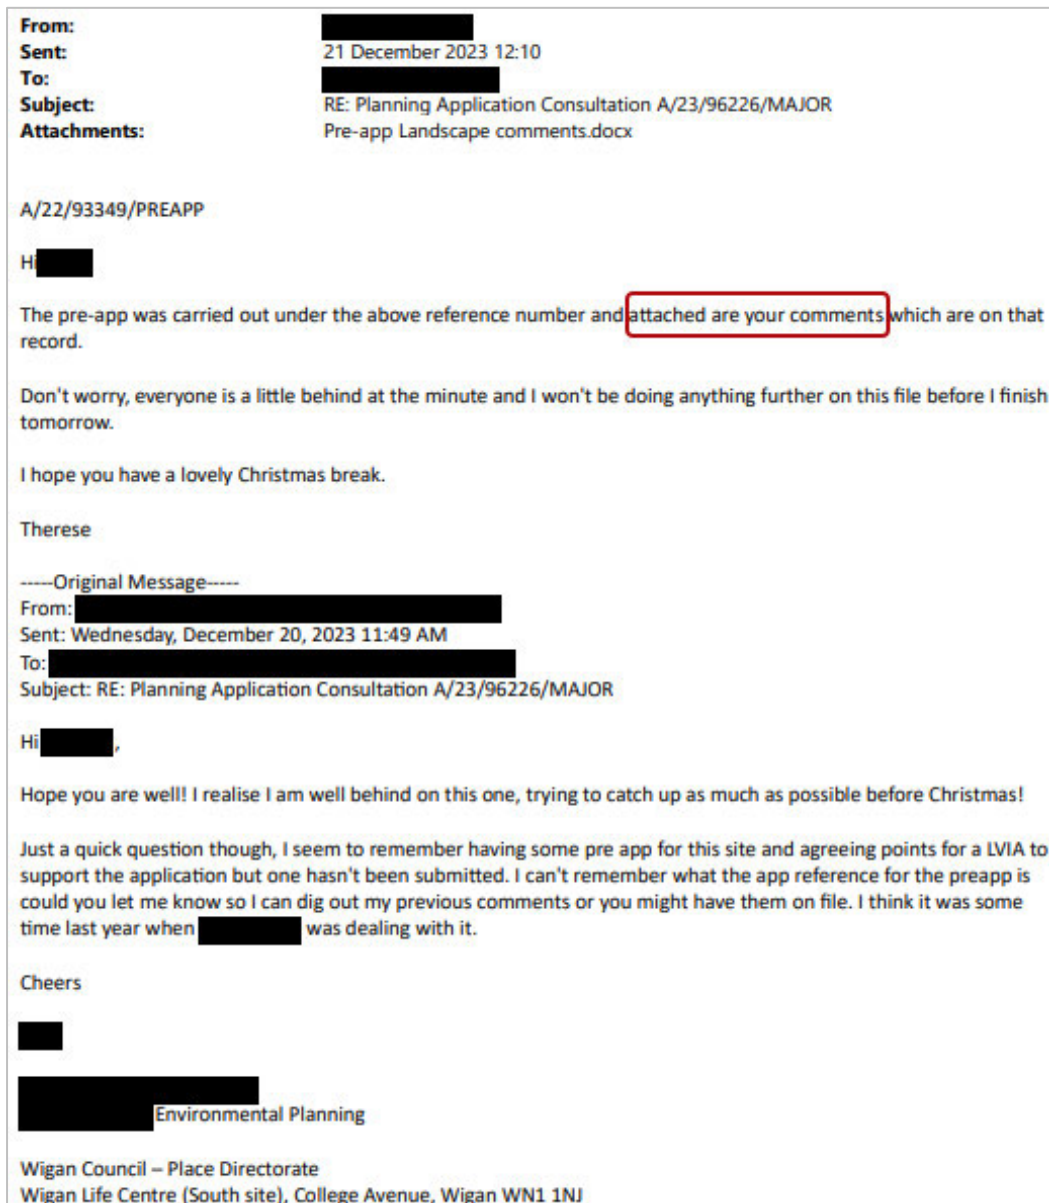 From:
Sent: 21 December 2023 12:10
To:
Subject: RE: Planning Application Consultation A/23/96226/MAJOR
Attachments: Pre-app Landscape comments.docx
A/22/93349/PREAPP
Hi
The pre-app was carried out under the above reference number and attached are your comments which are on that
record.
Don't worry, everyone is a little behind at the minute and I won't be doing anything further on this file before I finish
tomorrow.
I hope you have a lovely Christmas break.
Therese
-----Original Message-----
From:
Sent: Wednesday, December 20, 2023 11:49 AM
To:
Subject: RE: Planning Application Consultation A/23/96226/MAJOR
Hi ,
Hope you are well! I realise I am well behind on this one, trying to catch up as much as possible before Christmas!
Just a quick question though, I seem to remember having some pre app for this site and agreeing points for a LVIA to
support the application but one hasn't been submitted. I can't remember what the app reference for the preapp is
could you let me know so I can dig out my previous comments or you might have them on file. I think it was some
time last year when was dealing with it.
Cheers
Environmental Planning
Wigan Council – Place Directorate
Wigan Life Centre (South site), College Avenue, Wigan WN1 1NJ